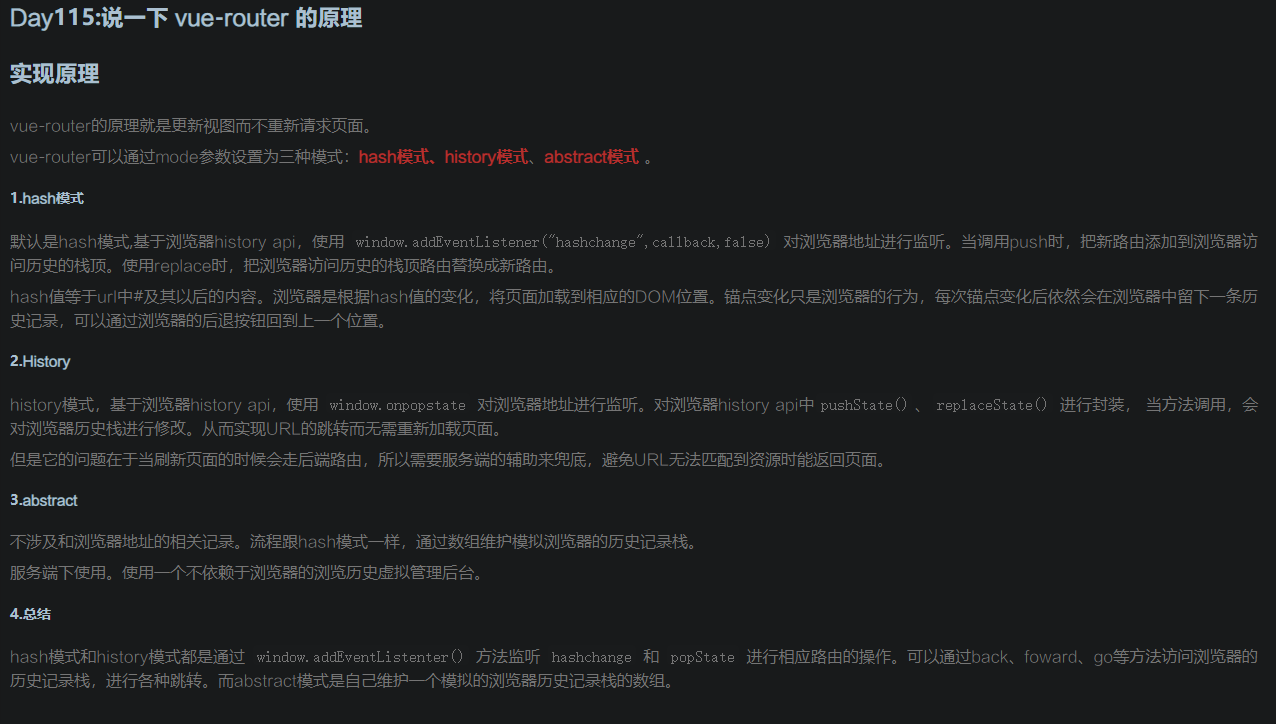 Day115:说一下 vue-router 的原理
实现原理
vue-router的原理就是更新视图而不重新请求页面。
vue-router可以通过mode参数设置为三种模式：hash模式、history模式、abstract模式 。
1.hash模式
默认是hash模式,基于浏览器history api，使用 window.addEventListener("hashchange",callback,false) 对浏览器地址进行监听。当调用push时，把新路由添加到浏览器访
问历史的栈顶。使用replace时，把浏览器访问历史的栈顶路由替换成新路由。
hash值等于url中#及其以后的内容。浏览器是根据hash值的变化，将页面加载到相应的DOM位置。锚点变化只是浏览器的行为，每次锚点变化后依然会在浏览器中留下一条历
史记录，可以通过浏览器的后退按钮回到上一个位置。
2.History
history模式，基于浏览器history api，使用 window.onpopstate 对浏览器地址进行监听。对浏览器history api中 pushState() 、 replaceState() 进行封装， 当方法调用，会
对浏览器历史栈进行修改。从而实现URL的跳转而无需重新加载页面。
但是它的问题在于当刷新页面的时候会走后端路由，所以需要服务端的辅助来兜底，避免URL无法匹配到资源时能返回页面。
3.abstract
不涉及和浏览器地址的相关记录。流程跟hash模式一样，通过数组维护模拟浏览器的历史记录栈。
服务端下使用。使用一个不依赖于浏览器的浏览历史虚拟管理后台。
4.总结
hash模式和history模式都是通过 window.addEventListenter() 方法监听 hashchange 和 popState 进行相应路由的操作。可以通过back、foward、go等方法访问浏览器的
历史记录栈，进行各种跳转。而abstract模式是自己维护一个模拟的浏览器历史记录栈的数组。